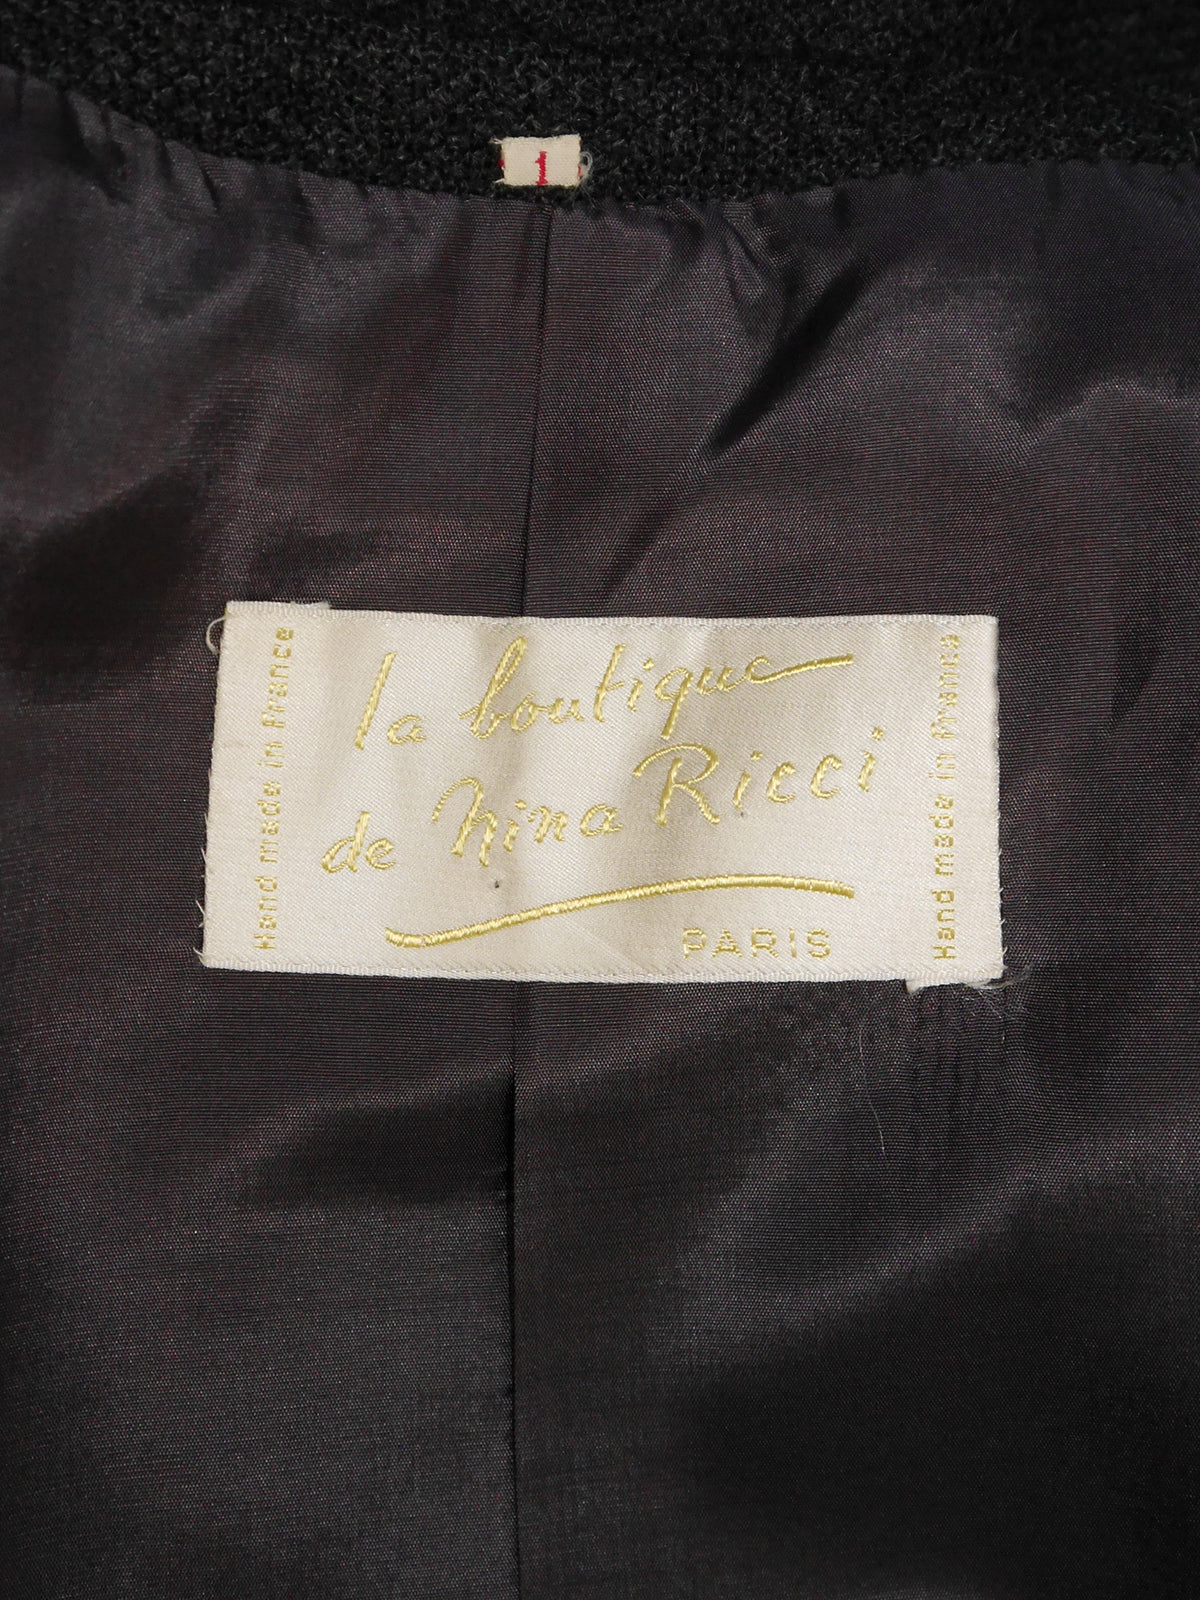 1
Hand made in France
la boutique
de Nina Ricci
PARIS
Hand made in France